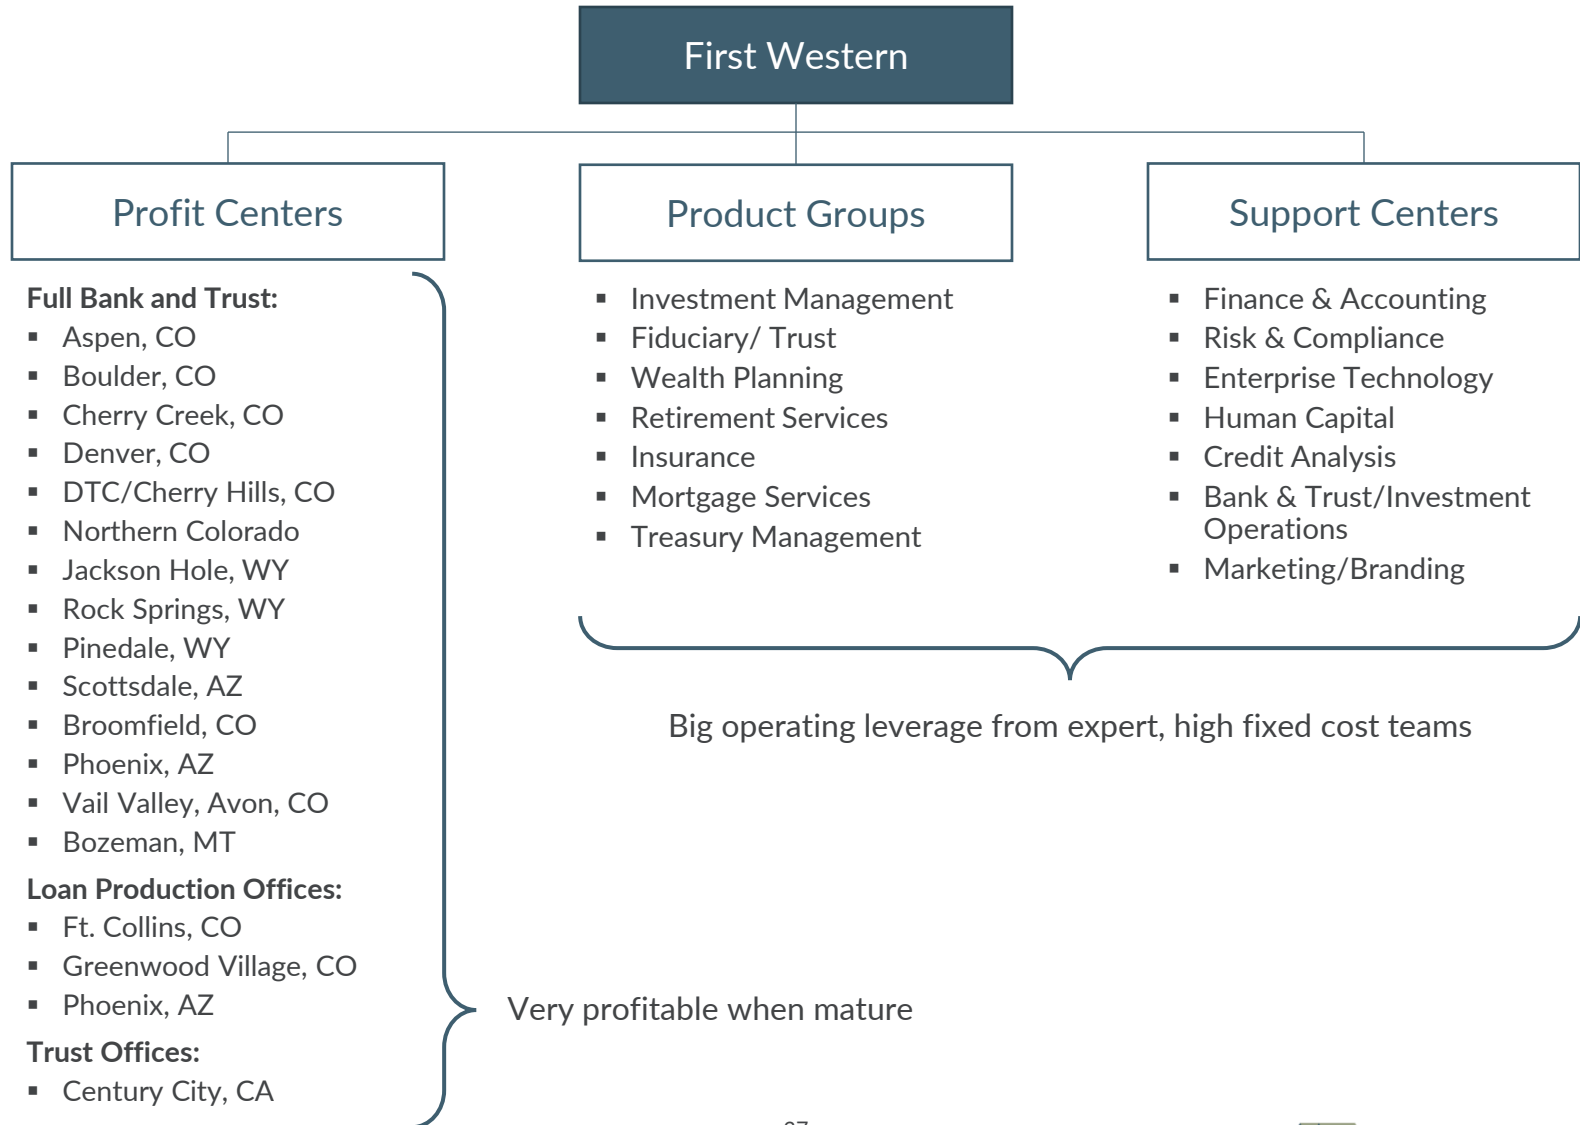 First Western
Profit Centers
Full Bank and Trust:
▪ Aspen, CO
▪ Boulder, CO
▪ Cherry Creek, CO
▪ Denver, CO
▪ DTC/Cherry Hills, CO
▪ Northern Colorado
▪ Jackson Hole, WY
▪ Rock Springs, WY
▪ Pinedale, WY
▪ Scottsdale, AZ
▪ Broomfield, CO
▪ Phoenix, AZ
▪ Vail Valley, Avon, CO
▪ Bozeman, MT
Loan Production Offices:
▪ Ft. Collins, CO
▪ Greenwood Village, CO
▪ Phoenix, AZ
Trust Offices:
▪ Century City, CA
Very profitable when mature
Product Groups
▪ Investment Management
▪ Fiduciary/ Trust
▪ Wealth Planning
▪ Retirement Services
▪ Insurance
▪ Mortgage Services
▪ Treasury Management
Support Centers
▪ Finance & Accounting
▪ Risk & Compliance
▪ Enterprise Technology
▪ Human Capital
▪ Credit Analysis
▪ Bank & Trust/Investment
Operations
▪ Marketing/Branding
Big operating leverage from expert, high fixed cost teams